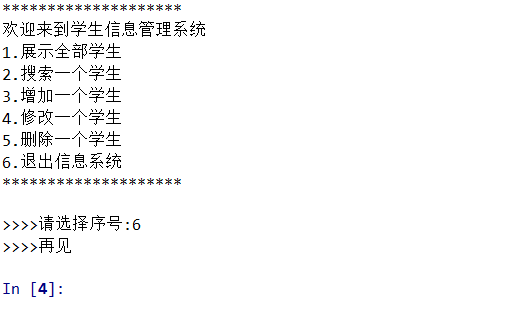 ********************
欢迎来到学生信息管理系统
1.展示全部学生
2.搜索一个学生
3.增加一个学生
4.修改一个学生
5.删除一个学生
6.退出信息系统
********************
>>>>请选择序号:6
>>>>再见
In [4]: